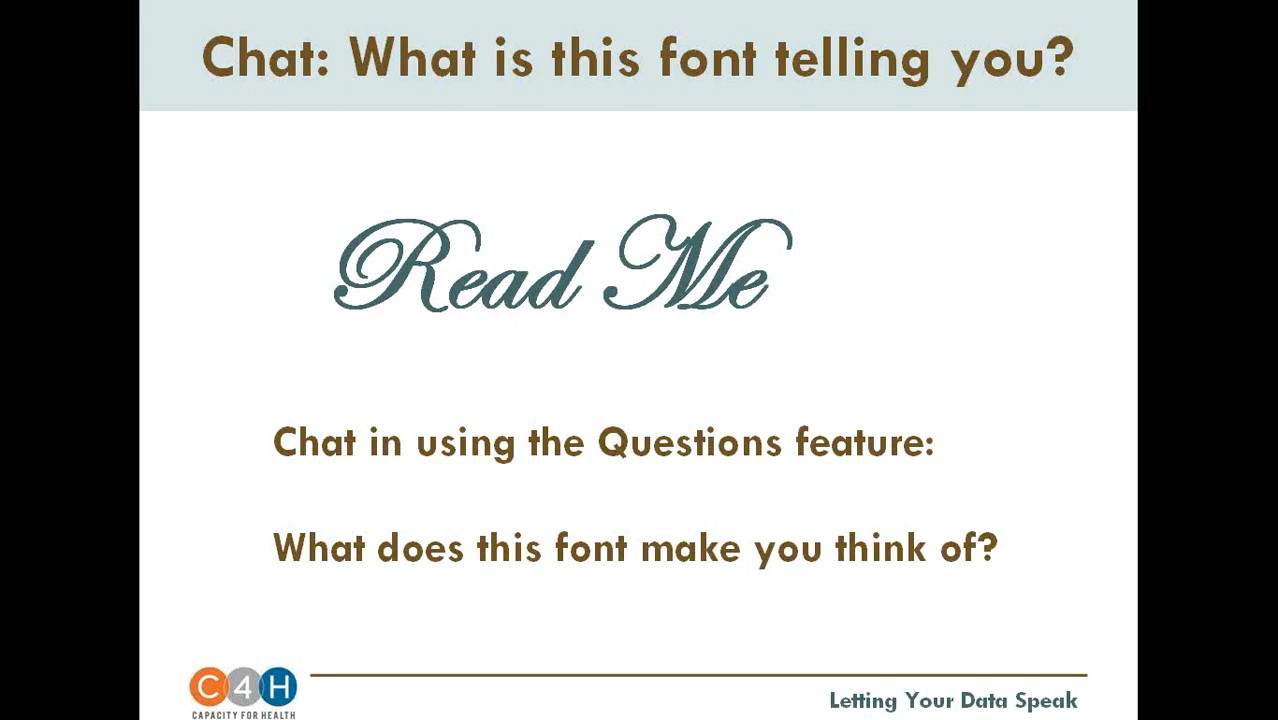 Chat: What is this font telling you?
Read Me
Chat in using the Questions feature:
What does this font make you think of?
C4H
CAPACITY FOR HEALTH
Letting Your Data Speak